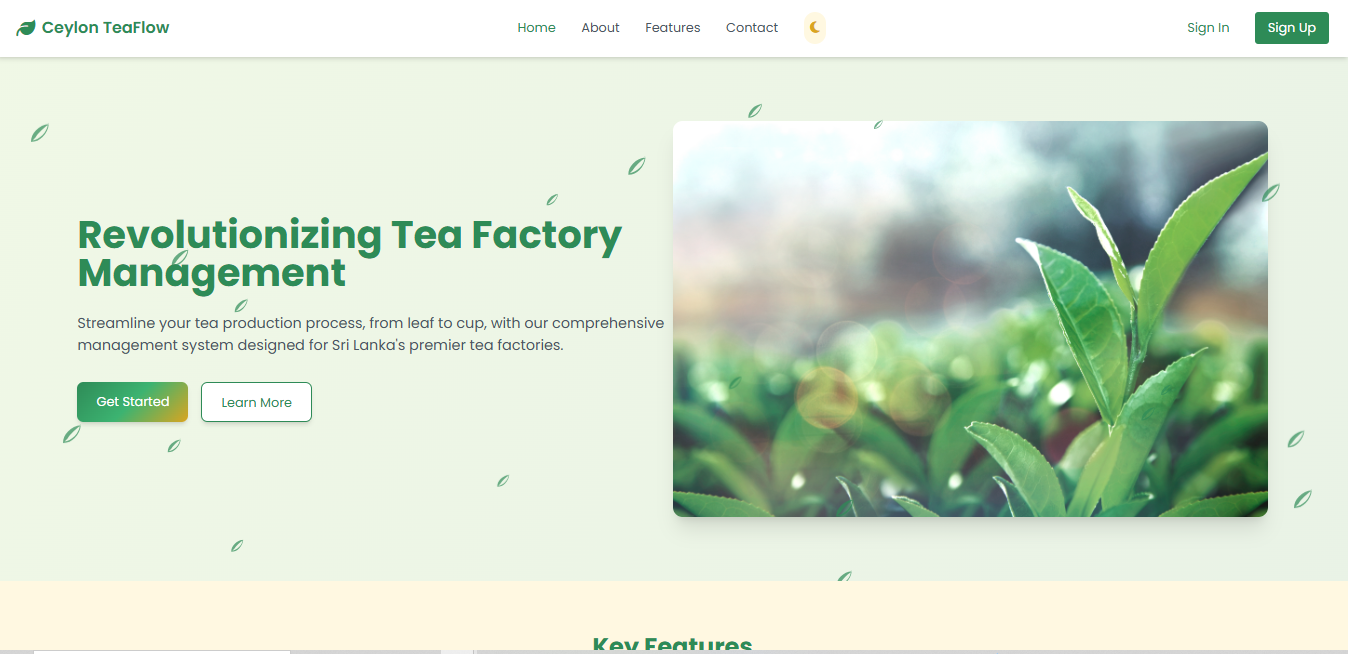 Ceylon TeaFlow
Home About Features Contact
Sign In Sign Up
Revolutionizing Tea Factory
Management
Streamline your tea production process, from leaf to cup, with our comprehensive
management system designed for Sri Lanka's premier tea factories.
Get Started Learn More
Key Features